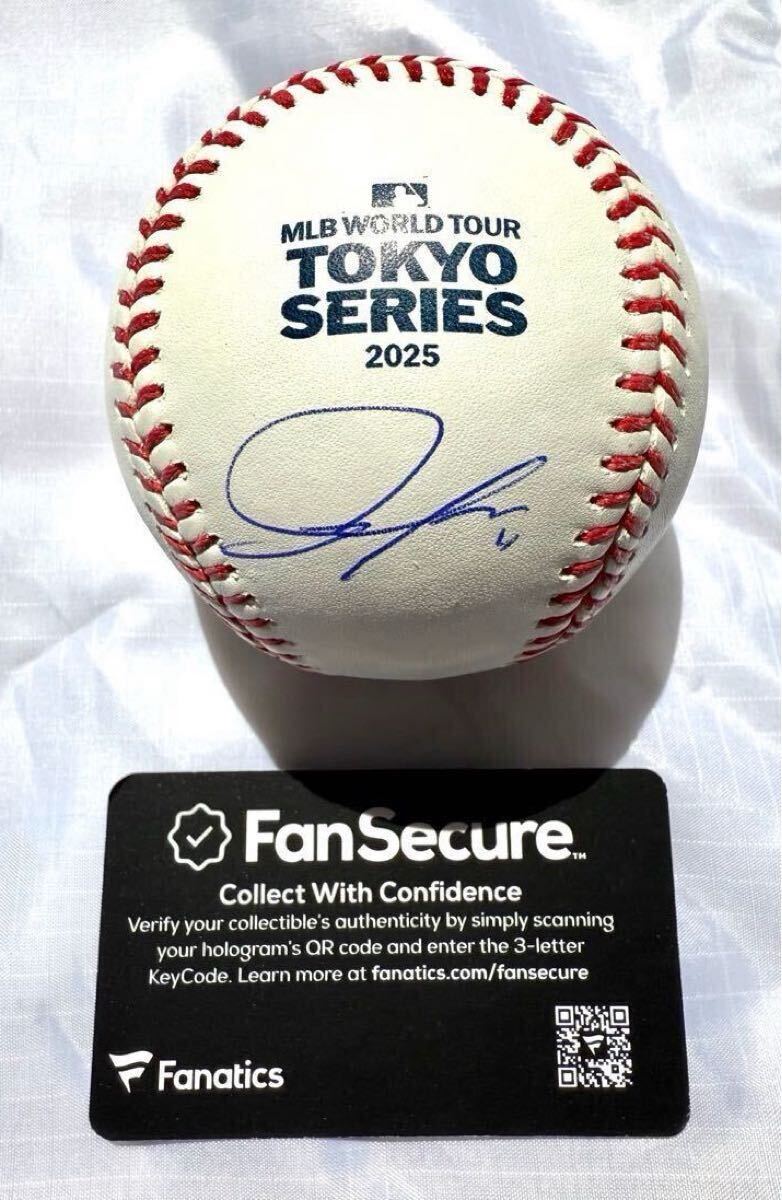 MLB WORLD TOUR
TOKYO
SERIES
2025
FanSecure™
Collect With Confidence
Verify your collectible's authenticity by simply scanning
your hologram's QR code and enter the 3-letter
KeyCode. Learn more at fanatics.com/fansecure
Fanatics